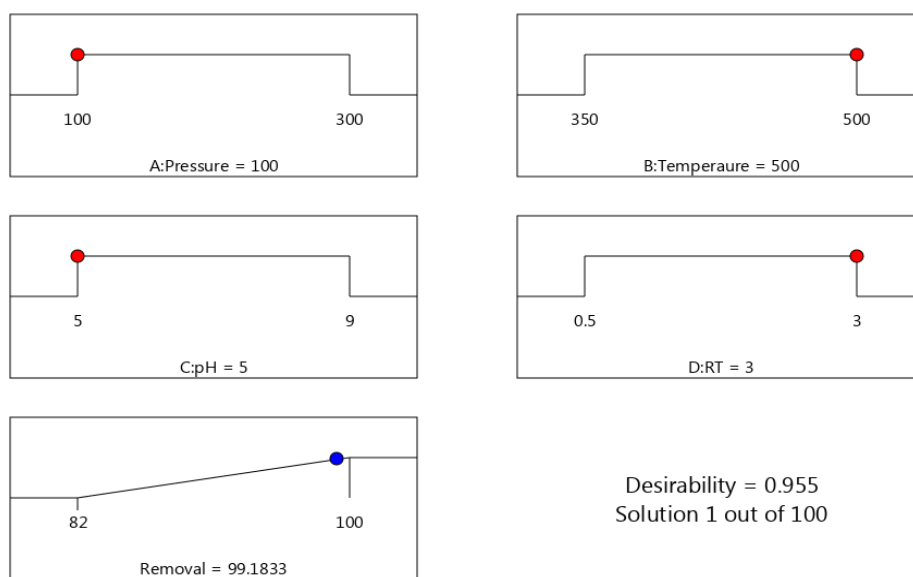 100 300
A:Pressure = 100
350 500
B:Temperaure = 500
5 9
C:pH = 5
0.5 3
D:RT = 3
82 100
Removal = 99.1833
Desirability = 0.955
Solution 1 out of 100